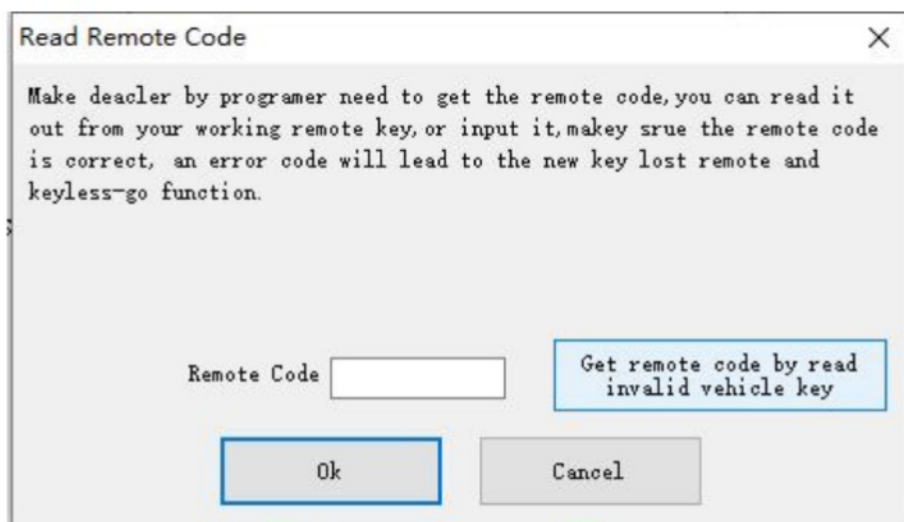 Read Remote Code
Make deacler by programer need to get the remote code, you can read it
out from your working remote key, or input it, makey srue the remote code
is correct, an error code will lead to the new key lost remote and
keyless-go function.
Remote Code
Get remote code by read
invalid vehicle key
Ok
Cancel